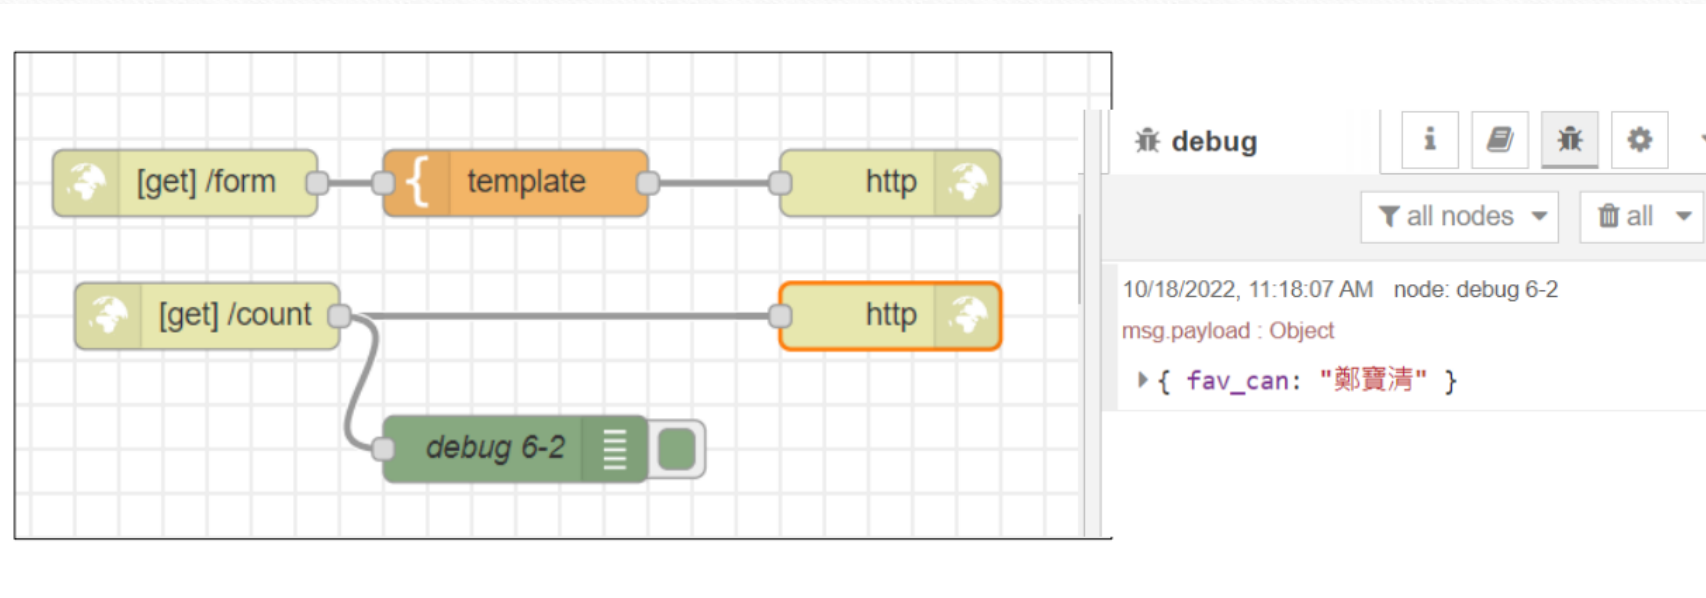 [get] /form
template
http
[get] /count
http
debug 6-2
debug
all nodes
all
10/18/2022, 11:18:07 AM node: debug 6-2
msg.payload : Object
{ fav_can: "鄭寶清" }